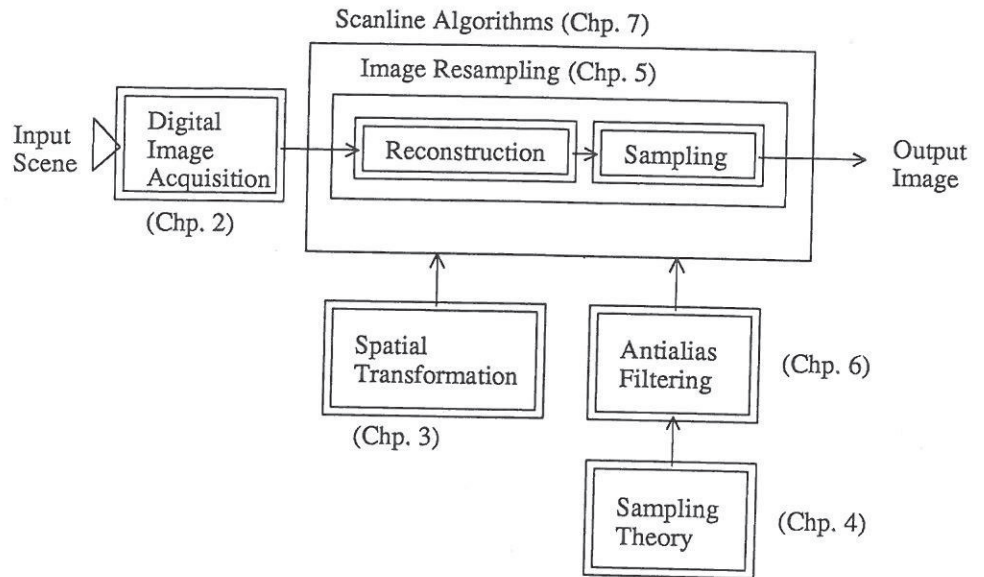 Scanline Algorithms (Chp. 7)
Image Resampling (Chp. 5)
Input
Scene
Digital
Image
Acquisition
(Chp. 2)
Reconstruction
Sampling
Output
Image
Spatial
Transformation
(Chp. 3)
Antialias
Filtering
(Chp. 6)
Sampling
Theory
(Chp. 4)